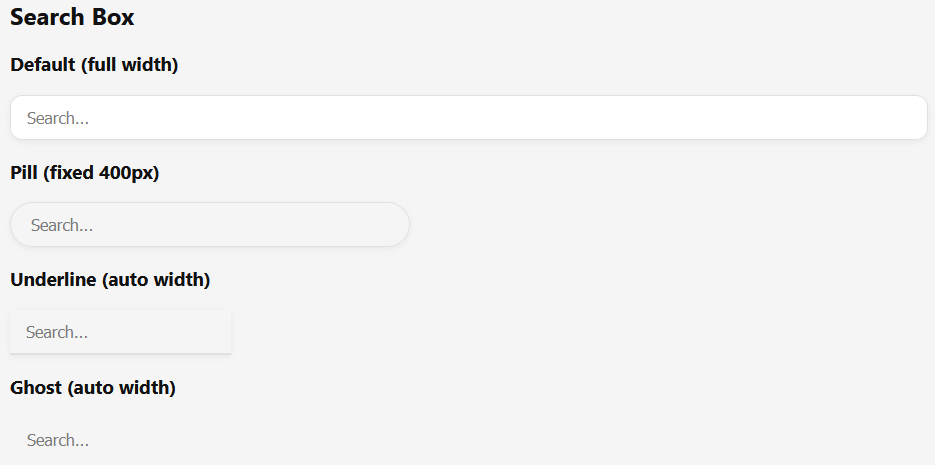 Search Box
Default (full width)
Search...
Pill (fixed 400px)
Search...
Underline (auto width)
Search...
Ghost (auto width)
Search...